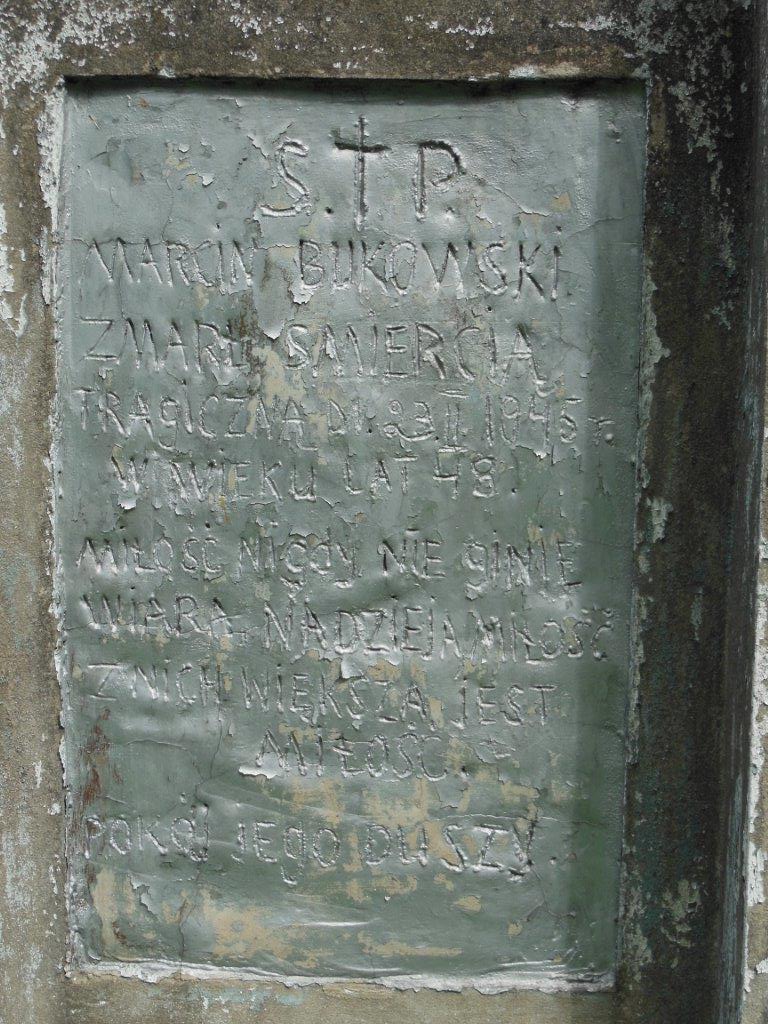 S.†P.
MARCIN BUKOWSKI
ZMARŁ ŚMIERCIĄ
TRAGICZNĄ DN. 23 II 1945 r.
W WIEKU LAT 48.
MIŁOŚĆ NIGDY NIE GINIE
WIARA, NADZIEJA, MIŁOŚĆ
Z NICH WIĘKSZA JEST
MIŁOŚĆ.
POKÓJ JEGO DUSZY.